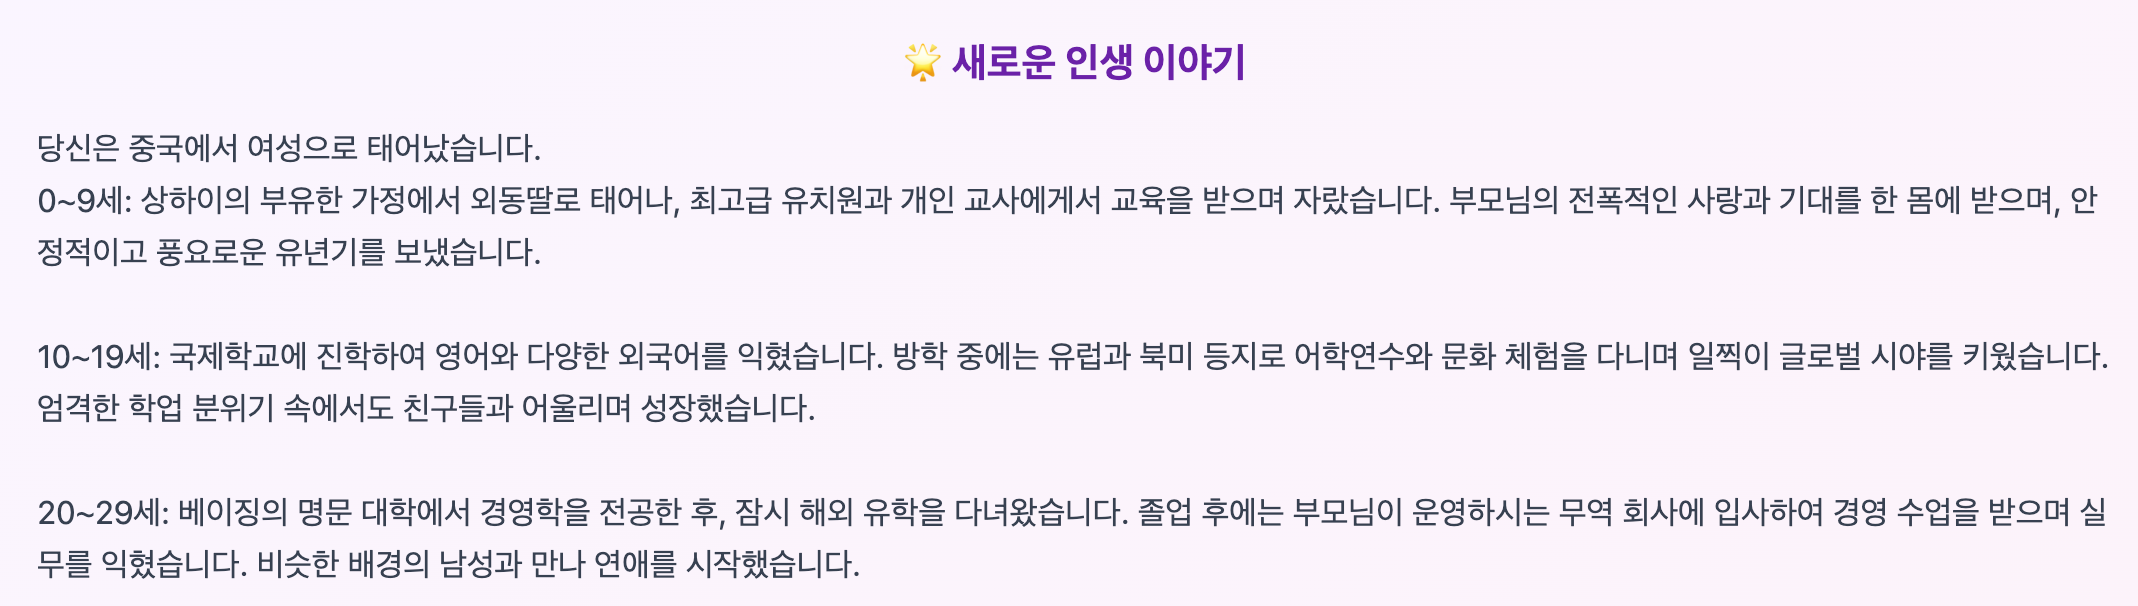 🌟 새로운 인생 이야기
당신은 중국에서 여성으로 태어났습니다.
0~9세: 상하이의 부유한 가정에서 외동딸로 태어나, 최고급 유치원과 개인 교사에게서 교육을 받으며 자랐습니다. 부모님의 전폭적인 사랑과 기대를 한 몸에 받으며, 안
정적이고 풍요로운 유년기를 보냈습니다.
10~19세: 국제학교에 진학하여 영어와 다양한 외국어를 익혔습니다. 방학 중에는 유럽과 북미 등지로 어학연수와 문화 체험을 다니며 일찍이 글로벌 시야를 키웠습니다.
엄격한 학업 분위기 속에서도 친구들과 어울리며 성장했습니다.
20~29세: 베이징의 명문 대학에서 경영학을 전공한 후, 잠시 해외 유학을 다녀왔습니다. 졸업 후에는 부모님이 운영하시는 무역 회사에 입사하여 경영 수업을 받으며 실
무를 익혔습니다. 비슷한 배경의 남성과 만나 연애를 시작했습니다.